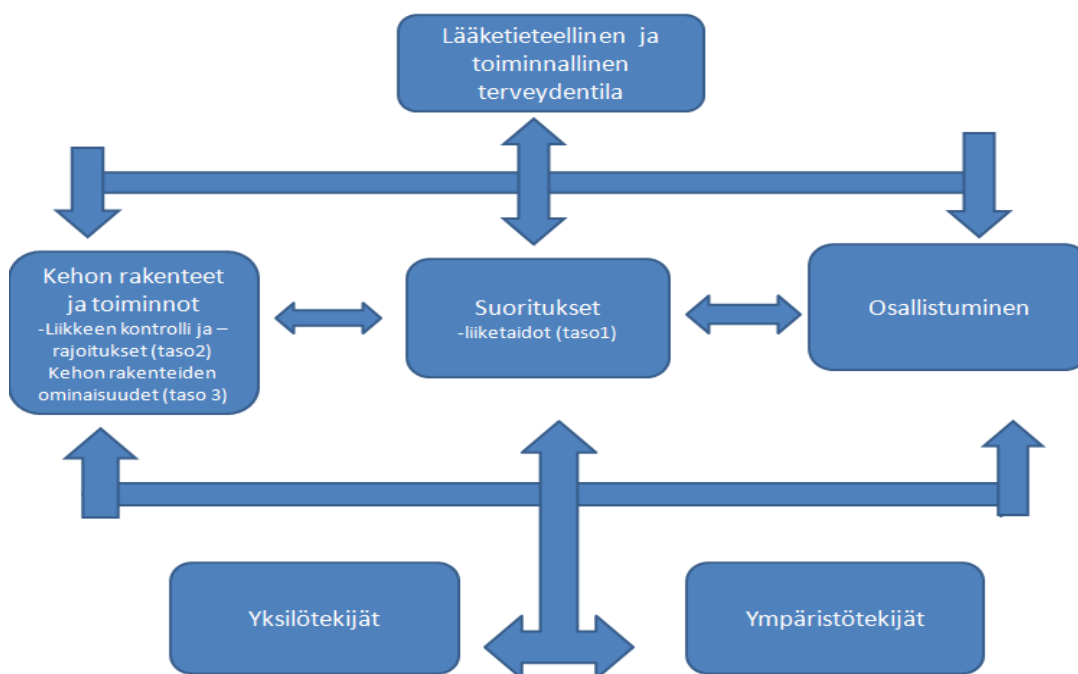 Lääketieteellinen ja
toiminnallinen
terveydentila
Kehon rakenteet
ja toiminnot
-Liikkeen kontrolli ja –
rajoitukset (taso2)
Kehon rakenteiden
ominaisuudet (taso 3)
Suoritukset
-liiketaidot (taso1)
Osallistuminen
Yksilötekijät
Ympäristötekijät